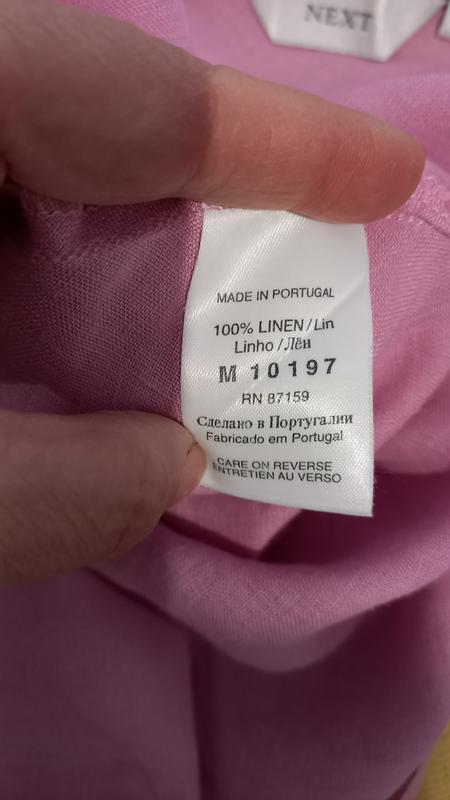 NEXT
MADE IN PORTUGAL
100% LINEN/Lin
Linho/Лён
M 10197
RN 87159
Сделано в Португалии
Fabricado em Portugal
CARE ON REVERSE
ENTRETIEN AU VERSO